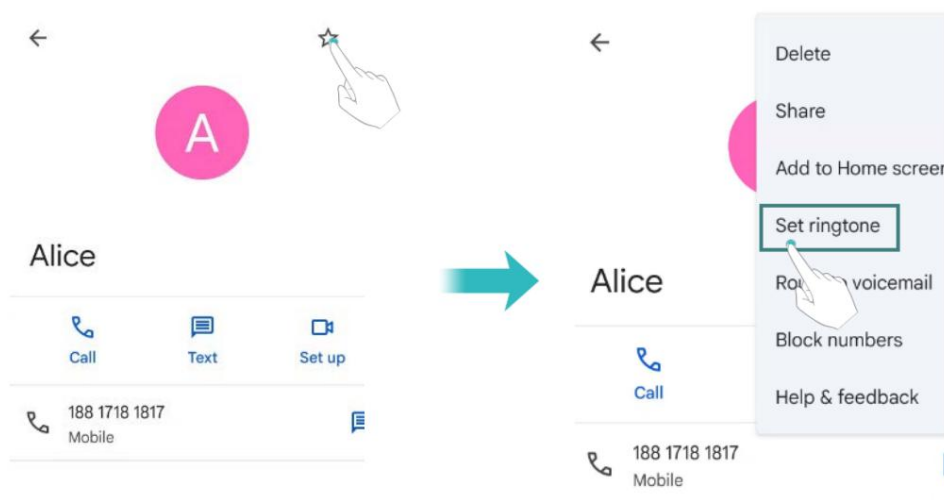 A
Alice
Call
Text
Set up
188 1718 1817
Mobile
Delete
Share
Add to Home screen
Set ringtone
voicemail
Block numbers
Help & feedback
Alice
Call
188 1718 1817
Mobile